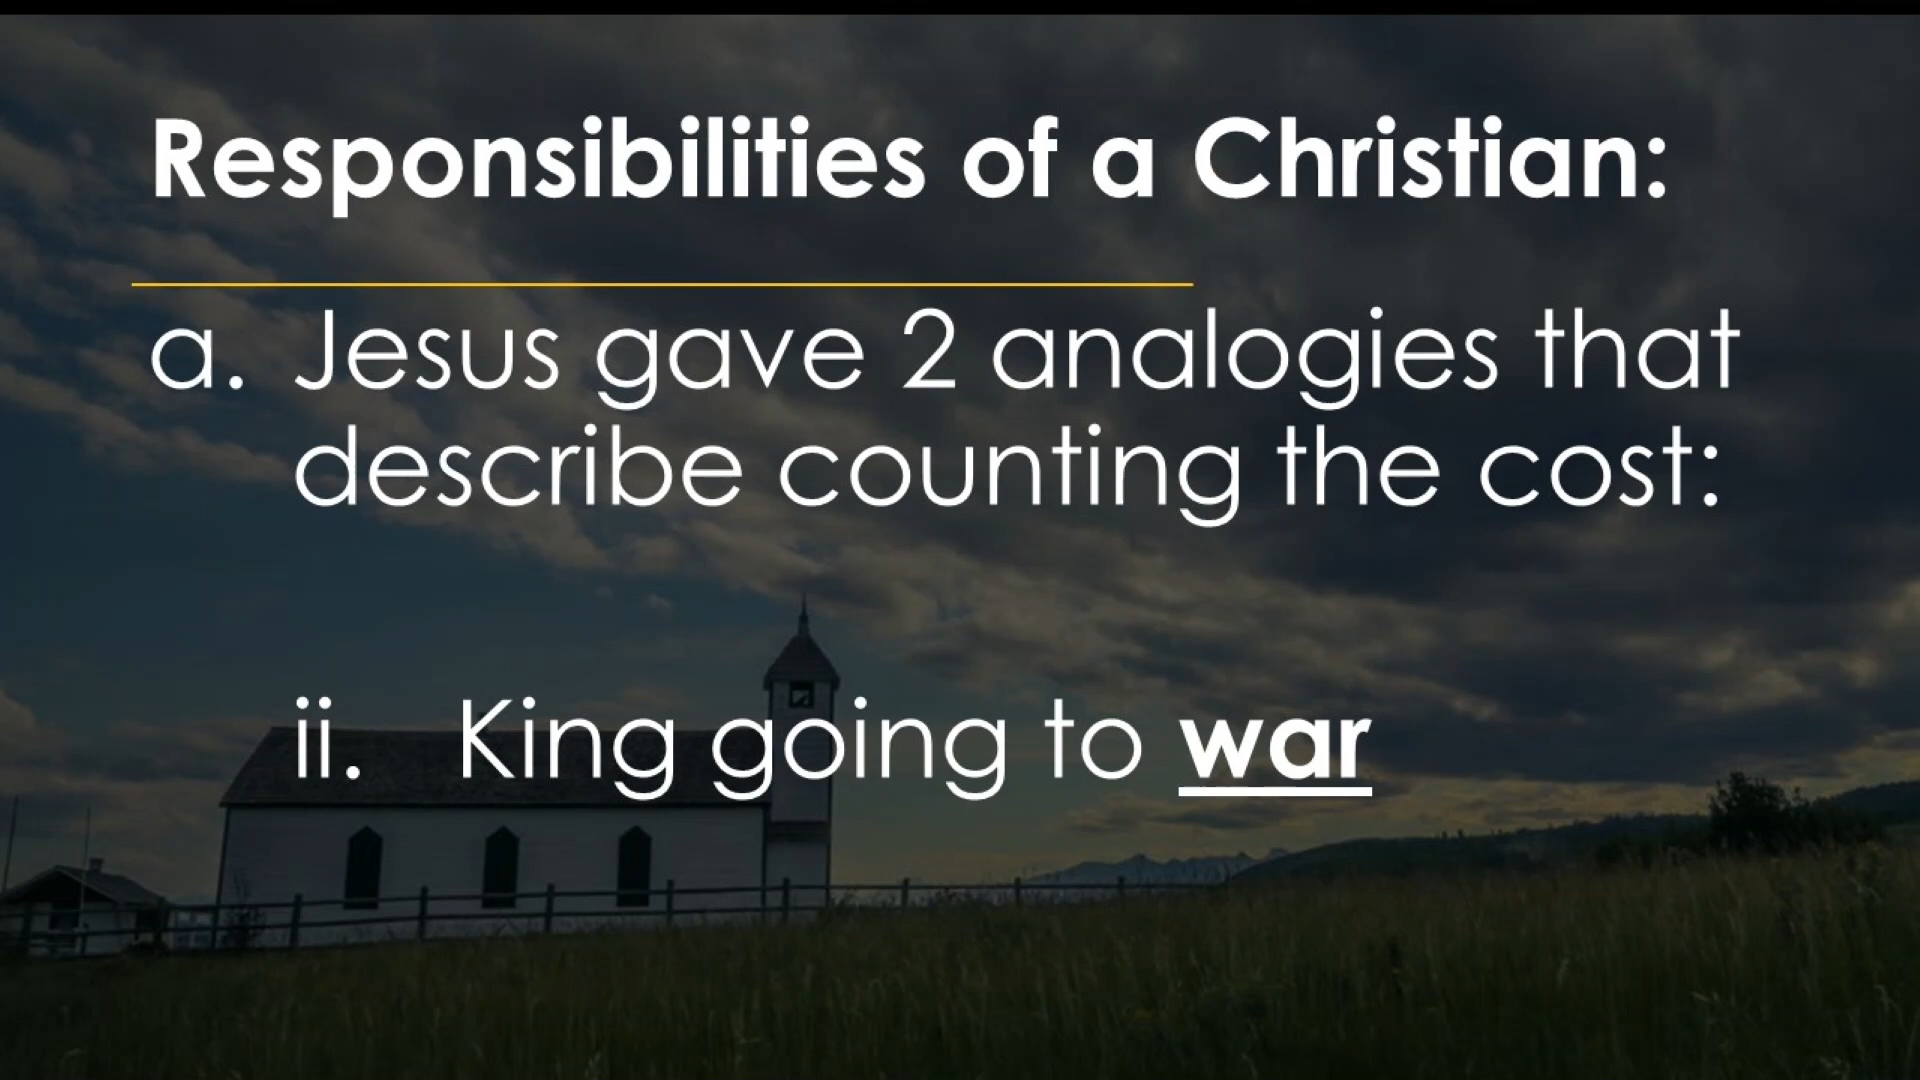 Responsibilities of a Christian:
a. Jesus gave 2 analogies that
describe counting the cost:
ii. King going to war